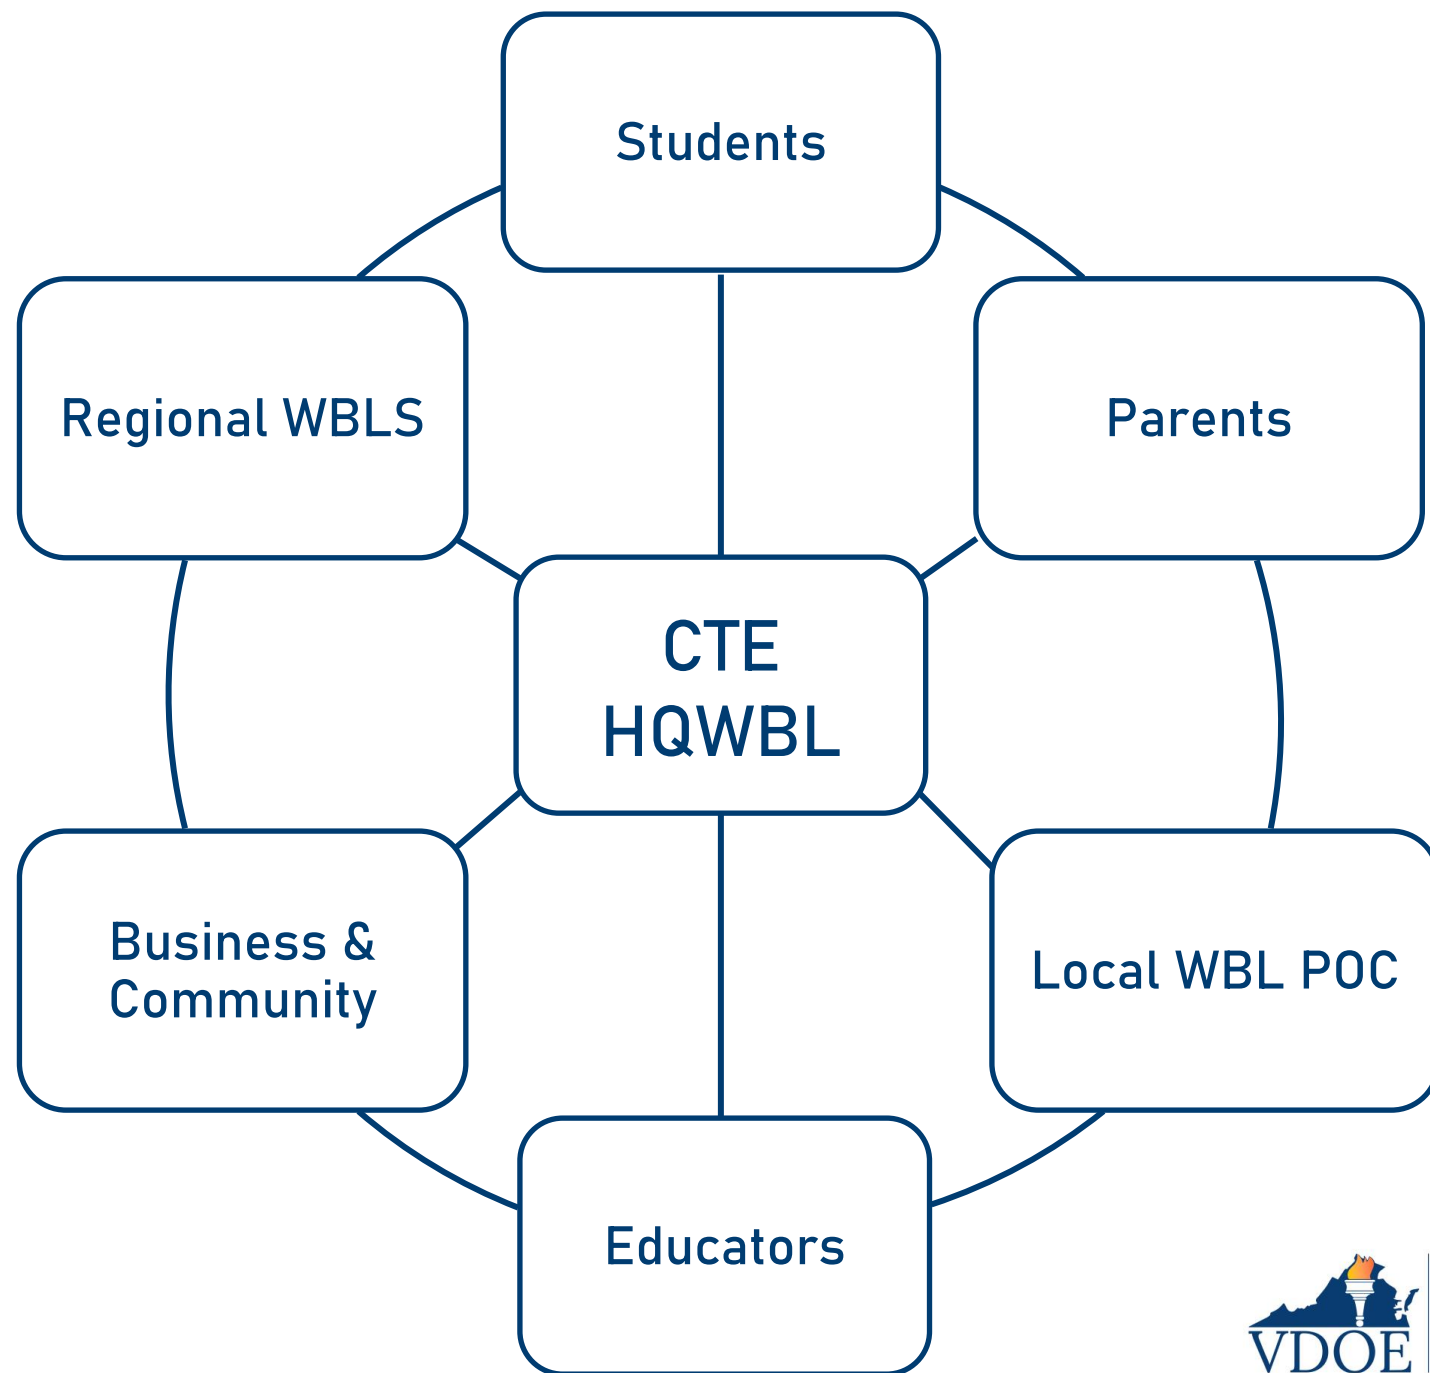 Students
Regional WBLS
Parents
CTE
HQWBL
Business &
Community
Local WBL POC
Educators
VDOE